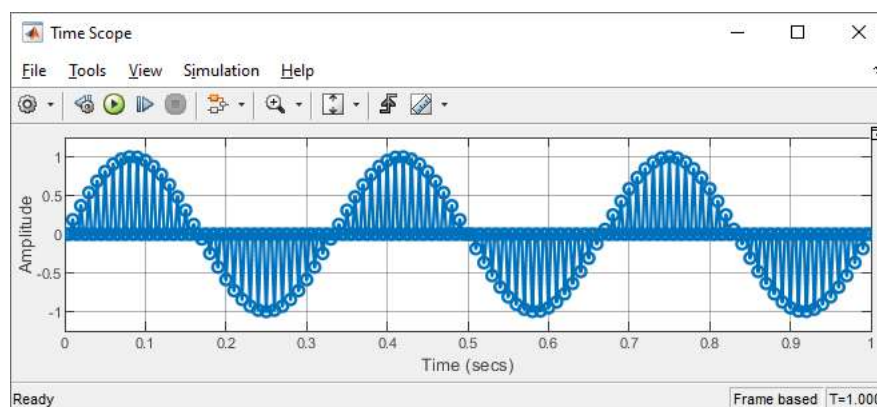 Time Scope
File Tools View Simulation Help
1
0.5
0
-0.5
-1
Amplitude
0 0.1 0.2 0.3 0.4 0.5 0.6 0.7 0.8 0.9 1
Time (secs)
Ready Frame based T=1.000